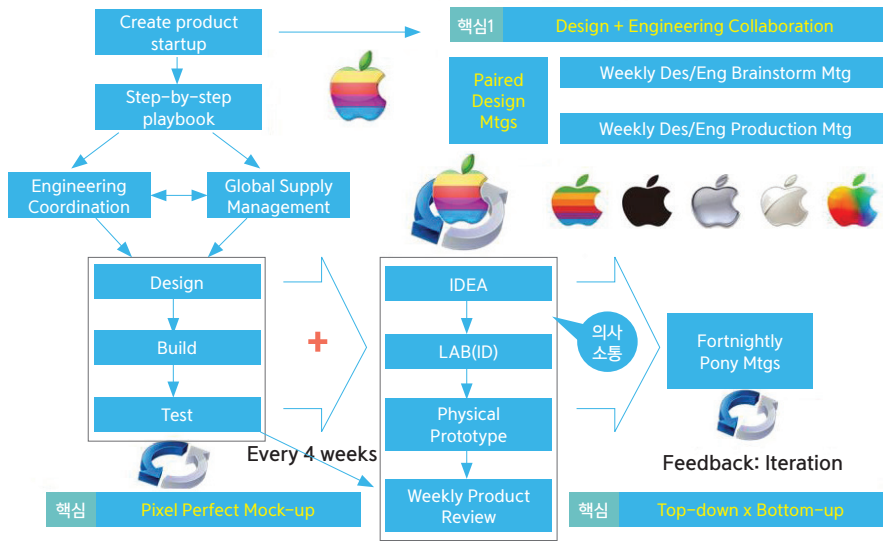 Create product
startup
핵심1
Design + Engineering Collaboration
Step-by-step
playbook
Paired
Design
Mtgs
Weekly Des/Eng Brainstorm Mtg
Weekly Des/Eng Production Mtg
Engineering
Coordination
Global Supply
Management
Design
Build
Test
+
IDEA
LAB(ID)
Physical
Prototype
Weekly Product
Review
의사
소통
Fortnightly
Pony Mtgs
Every 4 weeks
Feedback: Iteration
핵심
Pixel Perfect Mock-up
핵심
Top-down x Bottom-up